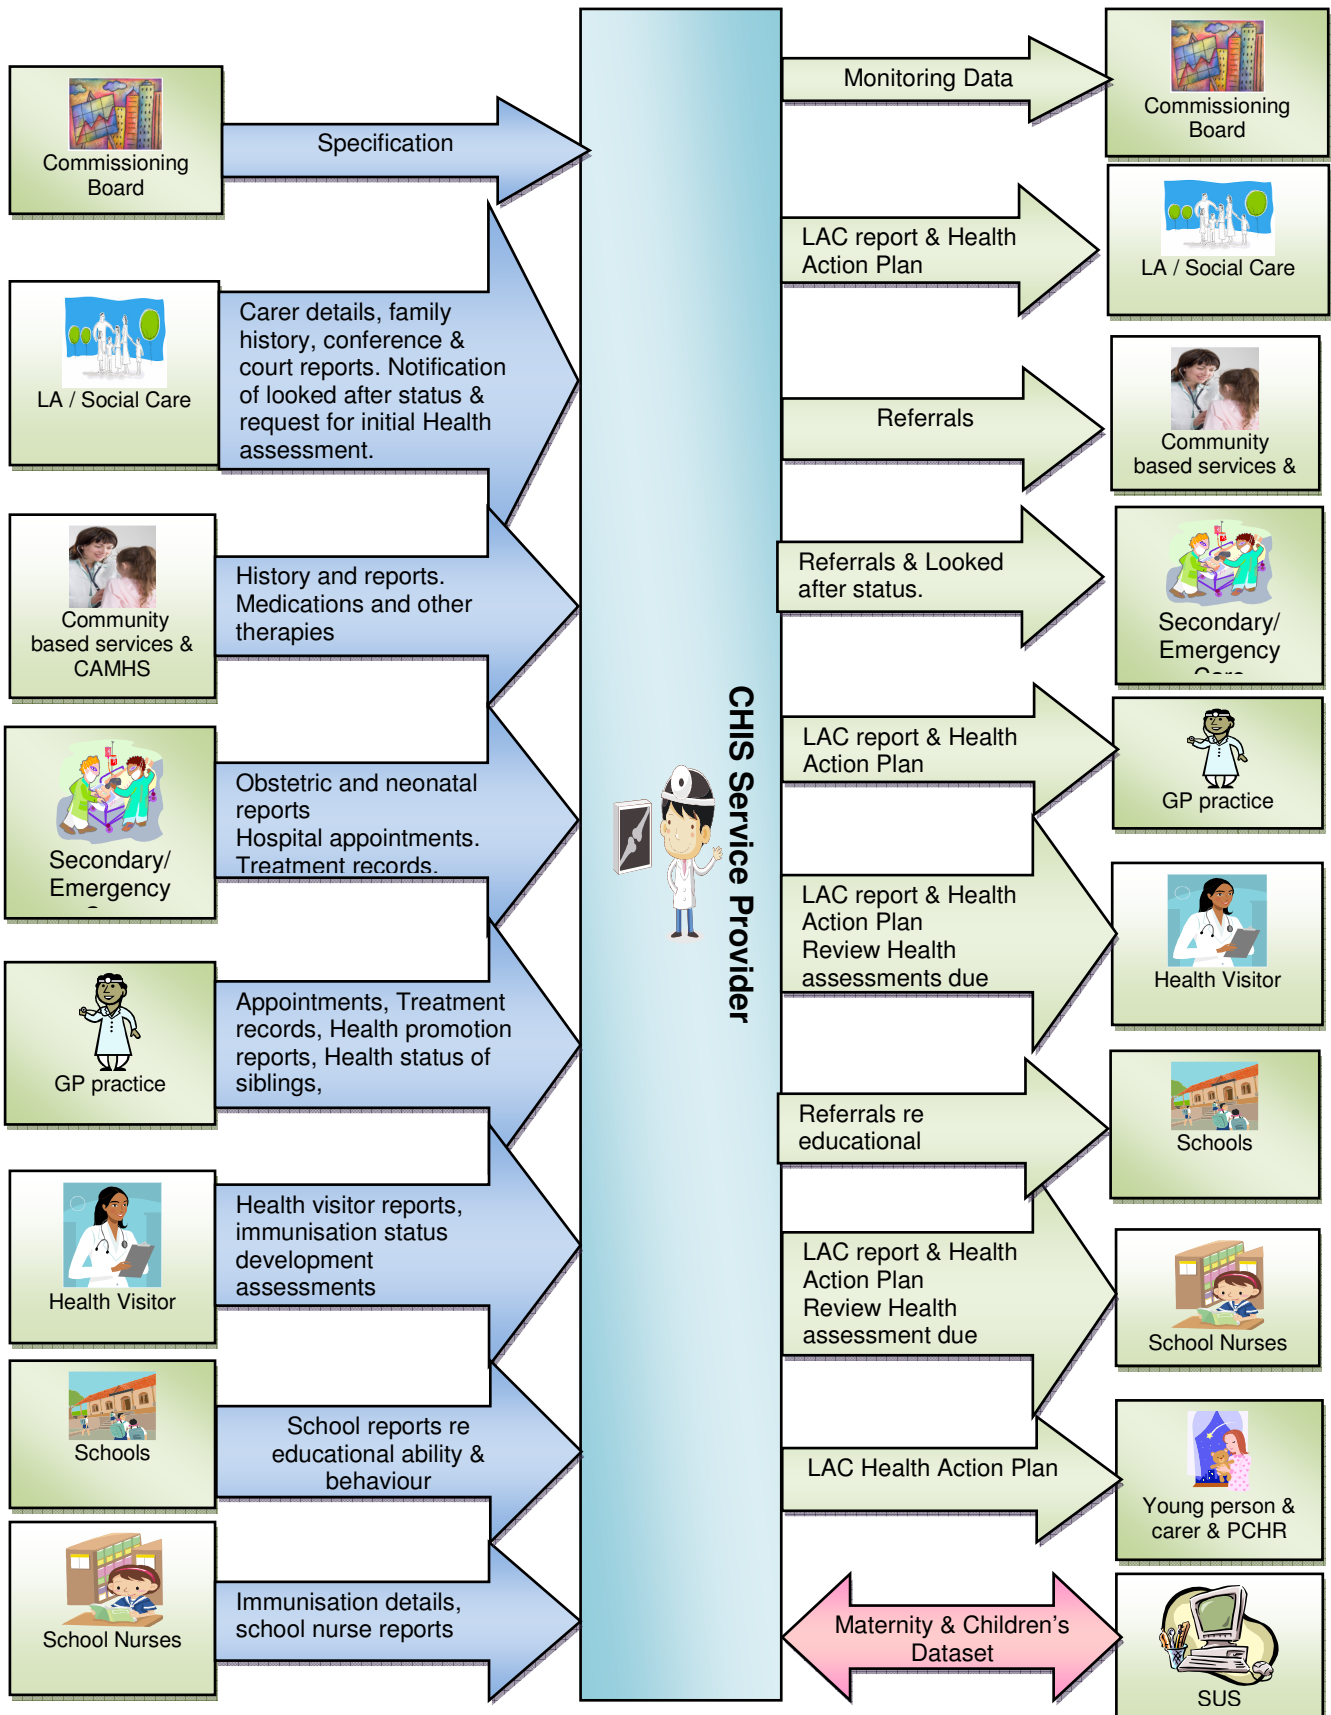 Commissioning
Board
Specification
LA / Social Care
Carer details, family
history, conference &
court reports. Notification
of looked after status &
request for initial Health
assessment.
Community
based services &
CAMHS
History and reports.
Medications and other
therapies
Secondary/
Emergency
Obstetric and neonatal
reports
Hospital appointments.
Treatment records.
GP practice
Appointments, Treatment
records, Health promotion
reports, Health status of
siblings,
Health Visitor
Health visitor reports,
immunisation status
development
assessments
Schools
School reports re
educational ability &
behaviour
School Nurses
Immunisation details,
school nurse reports
CHIS Service Provider
Monitoring Data
Commissioning
Board
LAC report & Health
Action Plan
LA / Social Care
Referrals
Community
based services &
Referrals & Looked
after status.
Secondary/
Emergency
LAC report & Health
Action Plan
GP practice
LAC report & Health
Action Plan
Review Health
assessments due
Health Visitor
Referrals re
educational
Schools
LAC report & Health
Action Plan
Review Health
assessment due
School Nurses
LAC Health Action Plan
Young person &
carer & PCHR
Maternity & Children's
Dataset
SUS